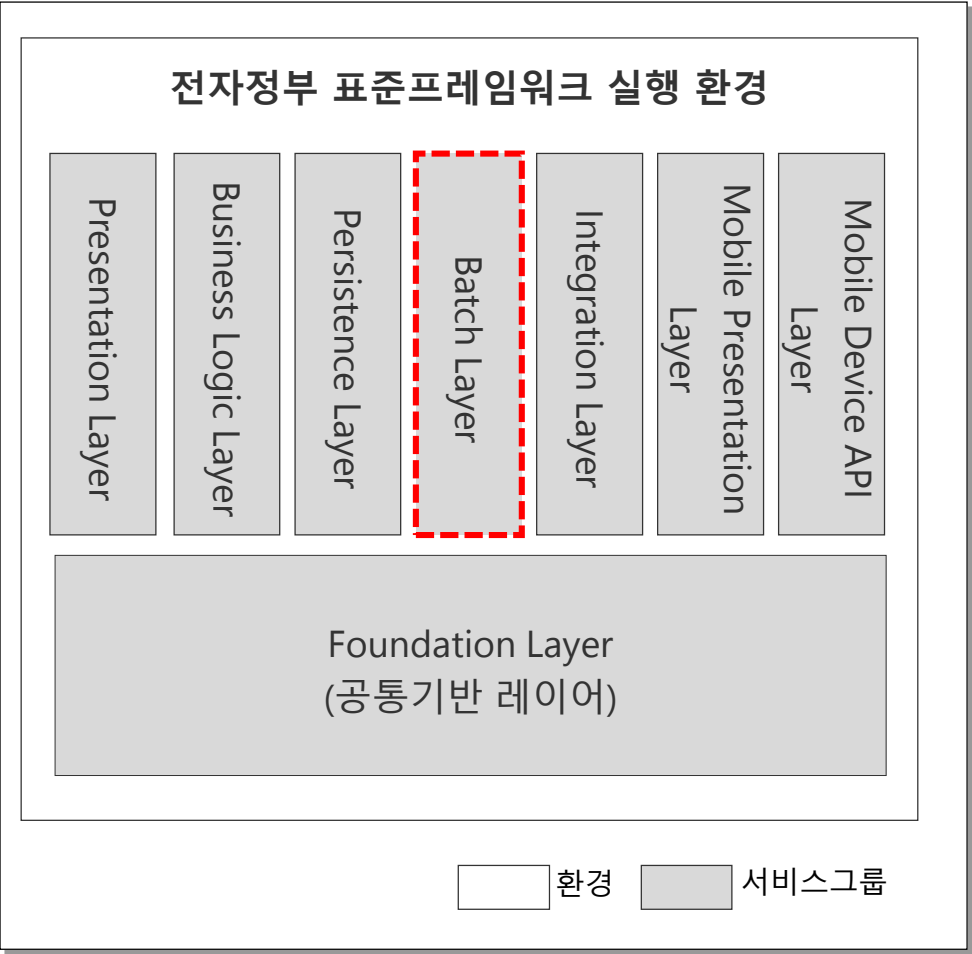 전자정부 표준프레임워크 실행 환경
Presentation Layer
Business Logic Layer
Persistence Layer
Batch Layer
Integration Layer
Mobile Presentation
Layer
Mobile Device API
Layer
Foundation Layer
(공통기반 레이어)
환경
서비스그룹